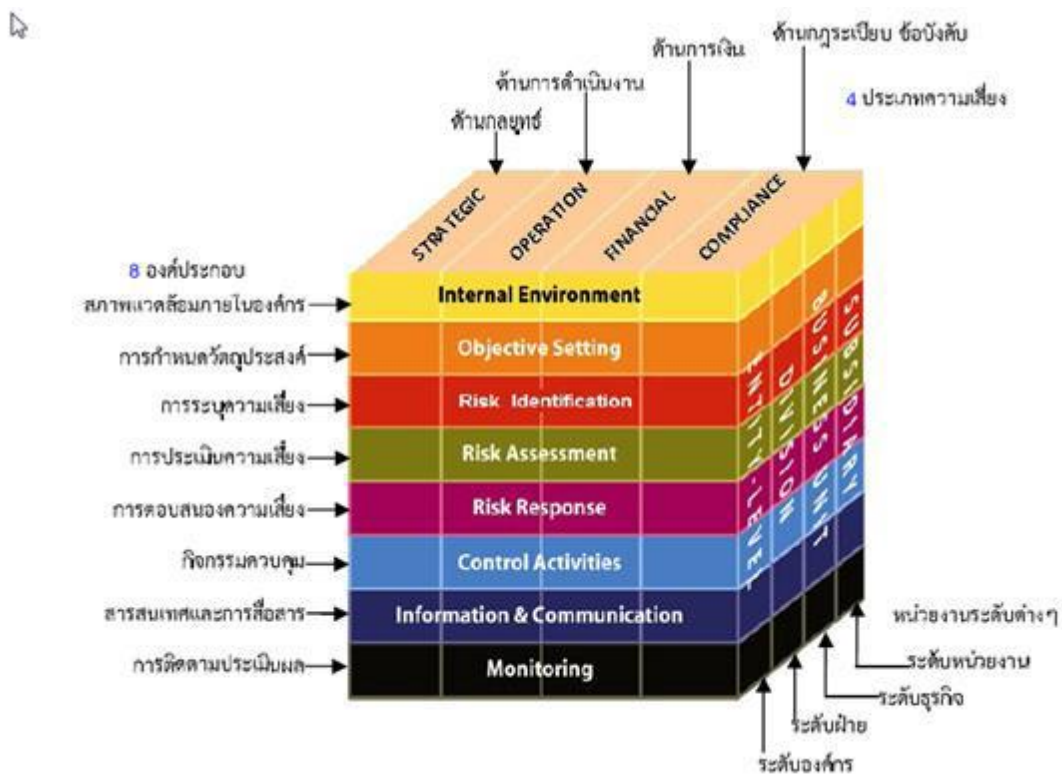 ด้านกฎระเบียบ ข้อบังคับ
ด้านการเงิน
ด้านการดำเนินงาน
ด้านกลยุทธ์
4 ประเภทความเสี่ยง
STRATEGIC
OPERATION
FINANCIAL
COMPLIANCE
8 องค์ประกอบ
สภาพแวดล้อมภายในองค์กร
Internal Environment
การกำหนดวัตถุประสงค์
Objective Setting
การระบุความเสี่ยง
Risk Identification
การประเมินความเสี่ยง
Risk Assessment
การตอบสนองความเสี่ยง
Risk Response
กิจกรรมควบคุม
Control Activities
สารสนเทศและการสื่อสาร
Information & Communication
การติดตามประเมินผล
Monitoring
ENTITY-LEVEL
DIVISION
BUSINESS UNIT
SUBSIDIARY
หน่วยงานระดับต่างๆ
ระดับหน่วยงาน
ระดับธุรกิจ
ระดับฝ่าย
ระดับองค์กร